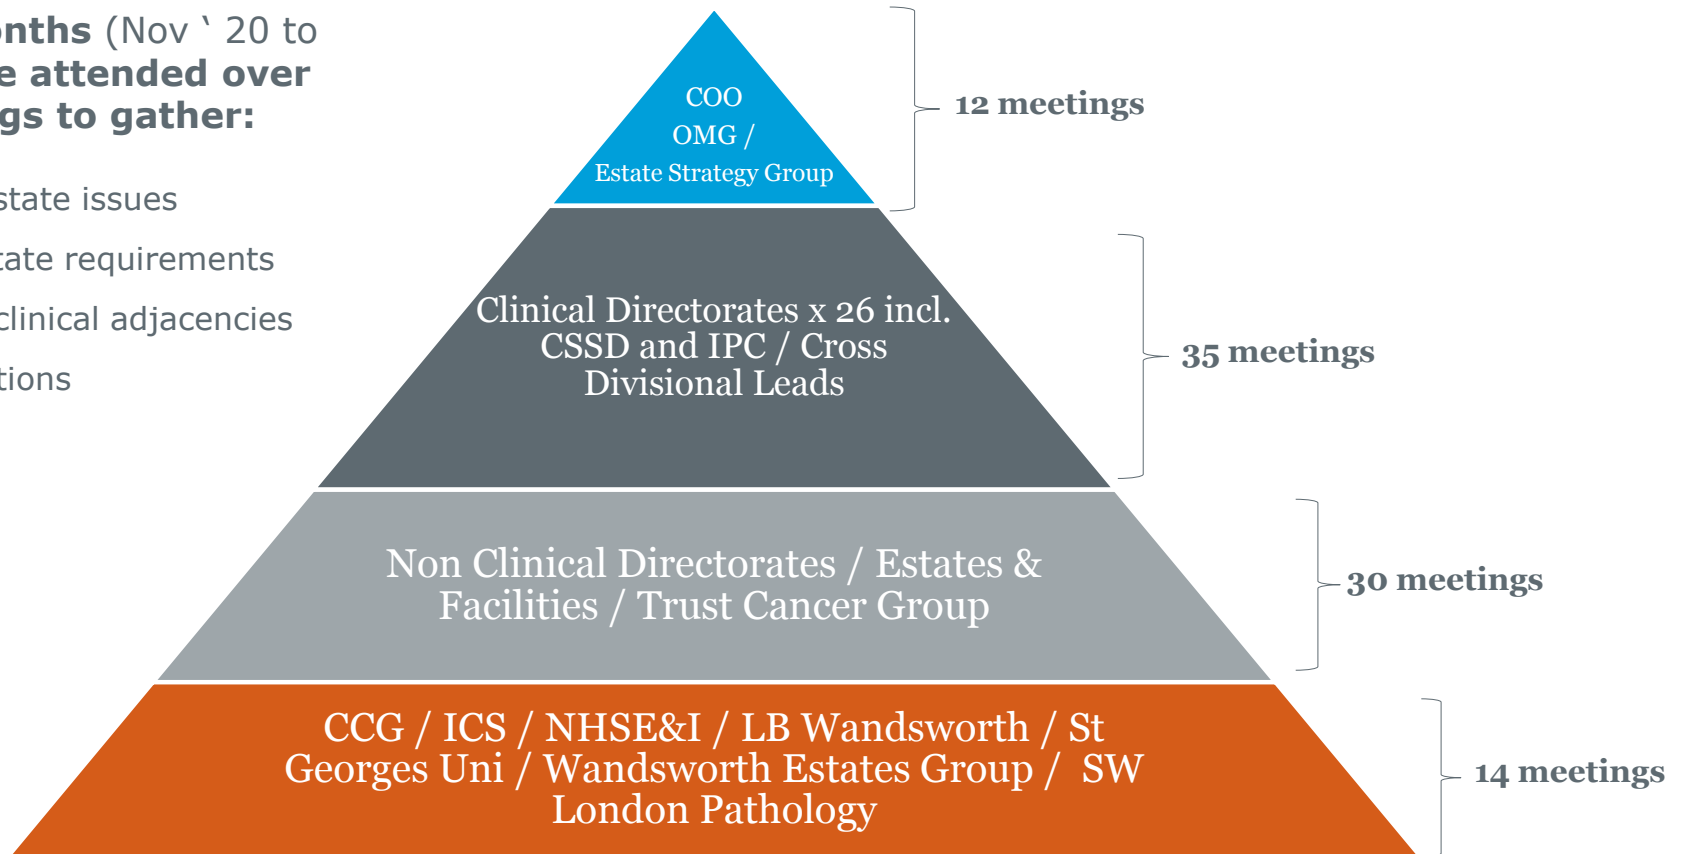 onths (Nov ‘ 20 to
e attended over
gs to gather:
state issues
tate requirements
clinical adjacencies
tions
COO
OMG /
Estate Strategy Group
12 meetings
Clinical Directorates x 26 incl.
CSSD and IPC / Cross
Divisional Leads
35 meetings
Non Clinical Directorates / Estates &
Facilities / Trust Cancer Group
30 meetings
CCG / ICS / NHSE&I / LB Wandsworth / St
Georges Uni / Wandsworth Estates Group / SW
London Pathology
14 meetings